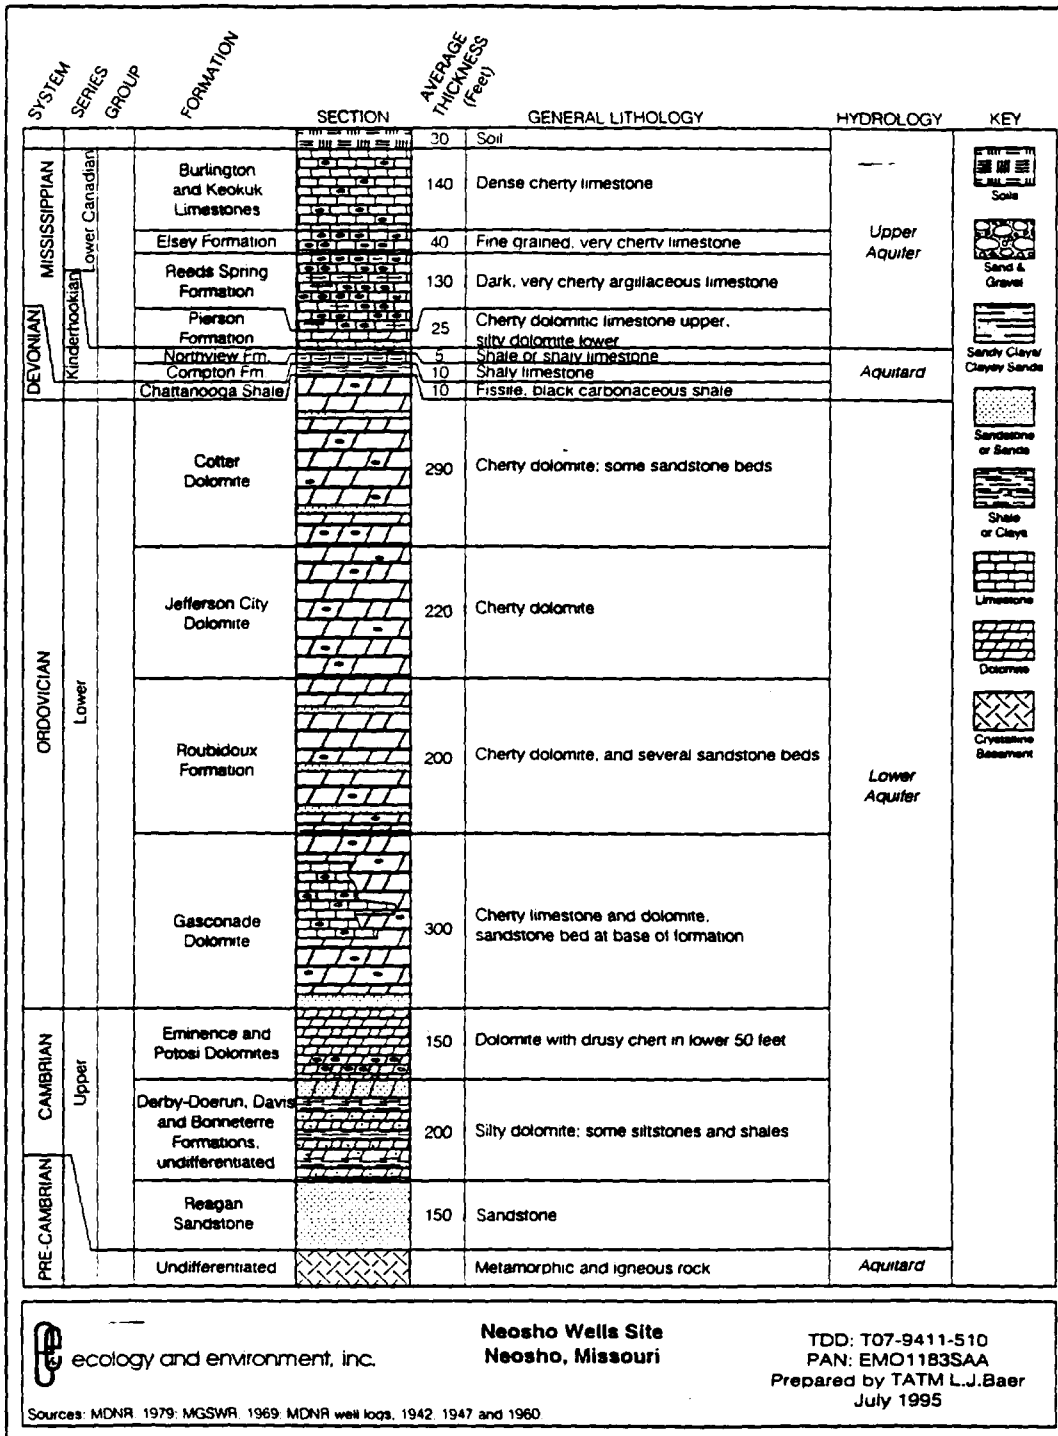 SYSTEM
SERIES
GROUP
FORMATION
SECTION
AVERAGE
THICKNESS
(Feet)
GENERAL LITHOLOGY
HYDROLOGY
KEY
30 Soil
MISSISSIPPIAN
Lower Canadian
Burlington
and Keokuk
Limestones
140 Dense cherty limestone
Elsey Formation 40 Fine grained, very cherty limestone
Upper
Aquifer
Kinderhookian
Reeds Spring
Formation
130 Dark, very cherty argillaceous limestone
Pierson
Formation
25 Cherty dolomitic limestone upper,
silty dolomite lower
DEVONIAN
Northview Fm. 5 Shale or shaly limestone
Compton Fm 10 Shaly limestone
Aquitard
Chattanooga Shale 10 Fissile, black carbonaceous shale
ORDOVICIAN
Lower
Cotter
Dolomite
290 Cherty dolomite; some sandstone beds
Jefferson City
Dolomite
220 Cherty dolomite
Roubidoux
Formation
200 Cherty dolomite, and several sandstone beds
Lower
Aquifer
Gasconade
Dolomite
300 Cherty limestone and dolomite,
sandstone bed at base of formation
CAMBRIAN
Upper
Eminence and
Potosi Dolomites
150 Dolomite with drusy chert in lower 50 feet
Derby-Doerun, Davis
and Bonneterre
Formations,
undifferentiated
200 Silty dolomite; some siltstones and shales
PRE-CAMBRIAN
Reagan
Sandstone
150 Sandstone
Undifferentiated Metamorphic and igneous rock Aquitard
Soils
Sand &
Gravel
Sandy Clays/
Clayey Sands
Sandstone
or Sands
Shale
or Clays
Limestone
Dolomite
Crystalline
Basement
ecology and environment, inc.
Neosho Wells Site
Neosho, Missouri
TDD: T07-9411-510
PAN: EMO1183SAA
Prepared by TATM L.J.Baer
July 1995
Sources: MDNR, 1979; MGSWR, 1969; MDNR well logs, 1942, 1947 and 1960